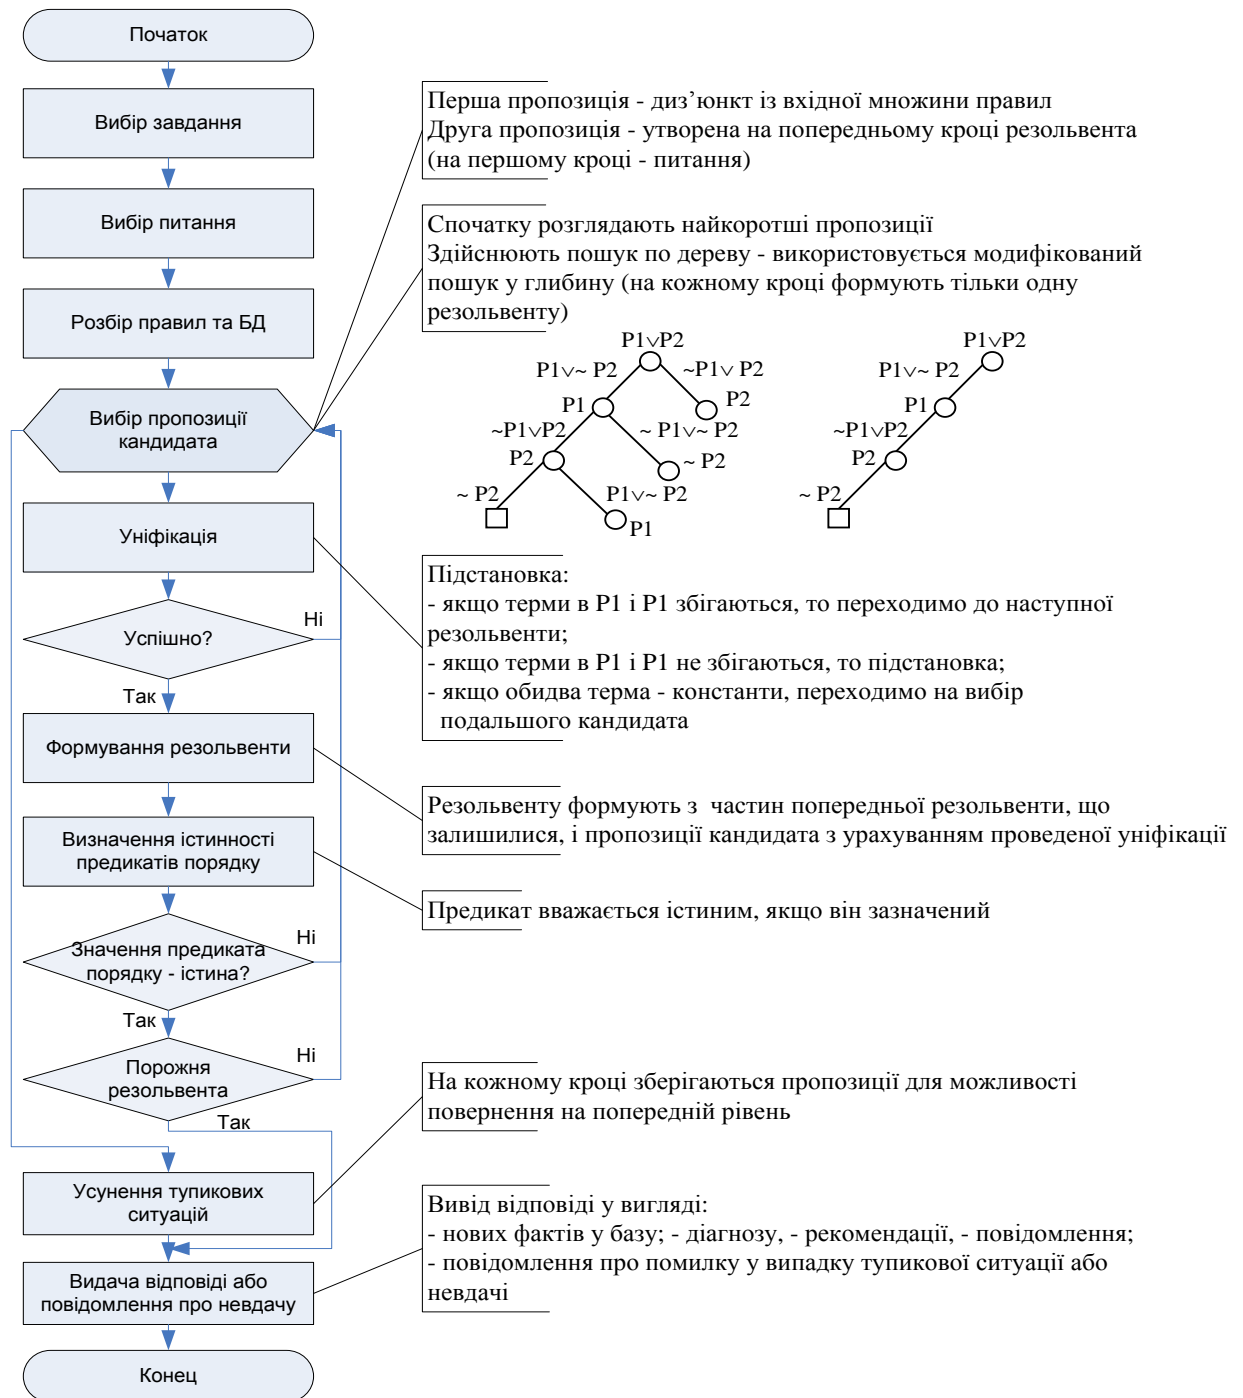 Початок
Вибір завдання
Вибір питання
Розбір правил та БД
Вибір пропозиції
кандидата
Уніфікація
Успішно?
Ні
Так
Формування резольвенти
Визначення істинності
предикатів порядку
Значення предиката
порядку - істина?
Ні
Так
Порожня
резольвента
Ні
Так
Усунення тупикових
ситуацій
Видача відповіді або
повідомлення про невдачу
Конец
Перша пропозиція - диз’юнкт із вхідної множини правил
Друга пропозиція - утворена на попередньому кроці резольвента
(на першому кроці - питання)
Спочатку розглядають найкоротші пропозиції
Здійснюють пошук по дереву - використовується модифікований
пошук у глибину (на кожному кроці формують тільки одну
резольвенту)
P1∨P2
P1∨~ P2
~P1∨ P2
P1
P2
~P1∨P2
~ P1∨~ P2
P2
~ P2
~ P2
P1∨~ P2
P1
P1∨P2
P1∨~ P2
P1
~P1∨P2
P2
~ P2
Підстановка:
- якщо терми в P1 і P1 збігаються, то переходимо до наступної
резольвенти;
- якщо терми в P1 і P1 не збігаються, то підстановка;
- якщо обидва терма - константи, переходимо на вибір
подальшого кандидата
Резольвенту формують з  частин попередньої резольвенти, що
залишилися, і пропозиції кандидата з урахуванням проведеної уніфікації
Предикат вважається істиним, якщо він зазначений
На кожному кроці зберігаються пропозиції для можливості
повернення на попередній рівень
Вивід відповіді у вигляді:
- нових фактів у базу; - діагнозу, - рекомендації, - повідомлення;
- повідомлення про помилку у випадку тупикової ситуації або
невдачі